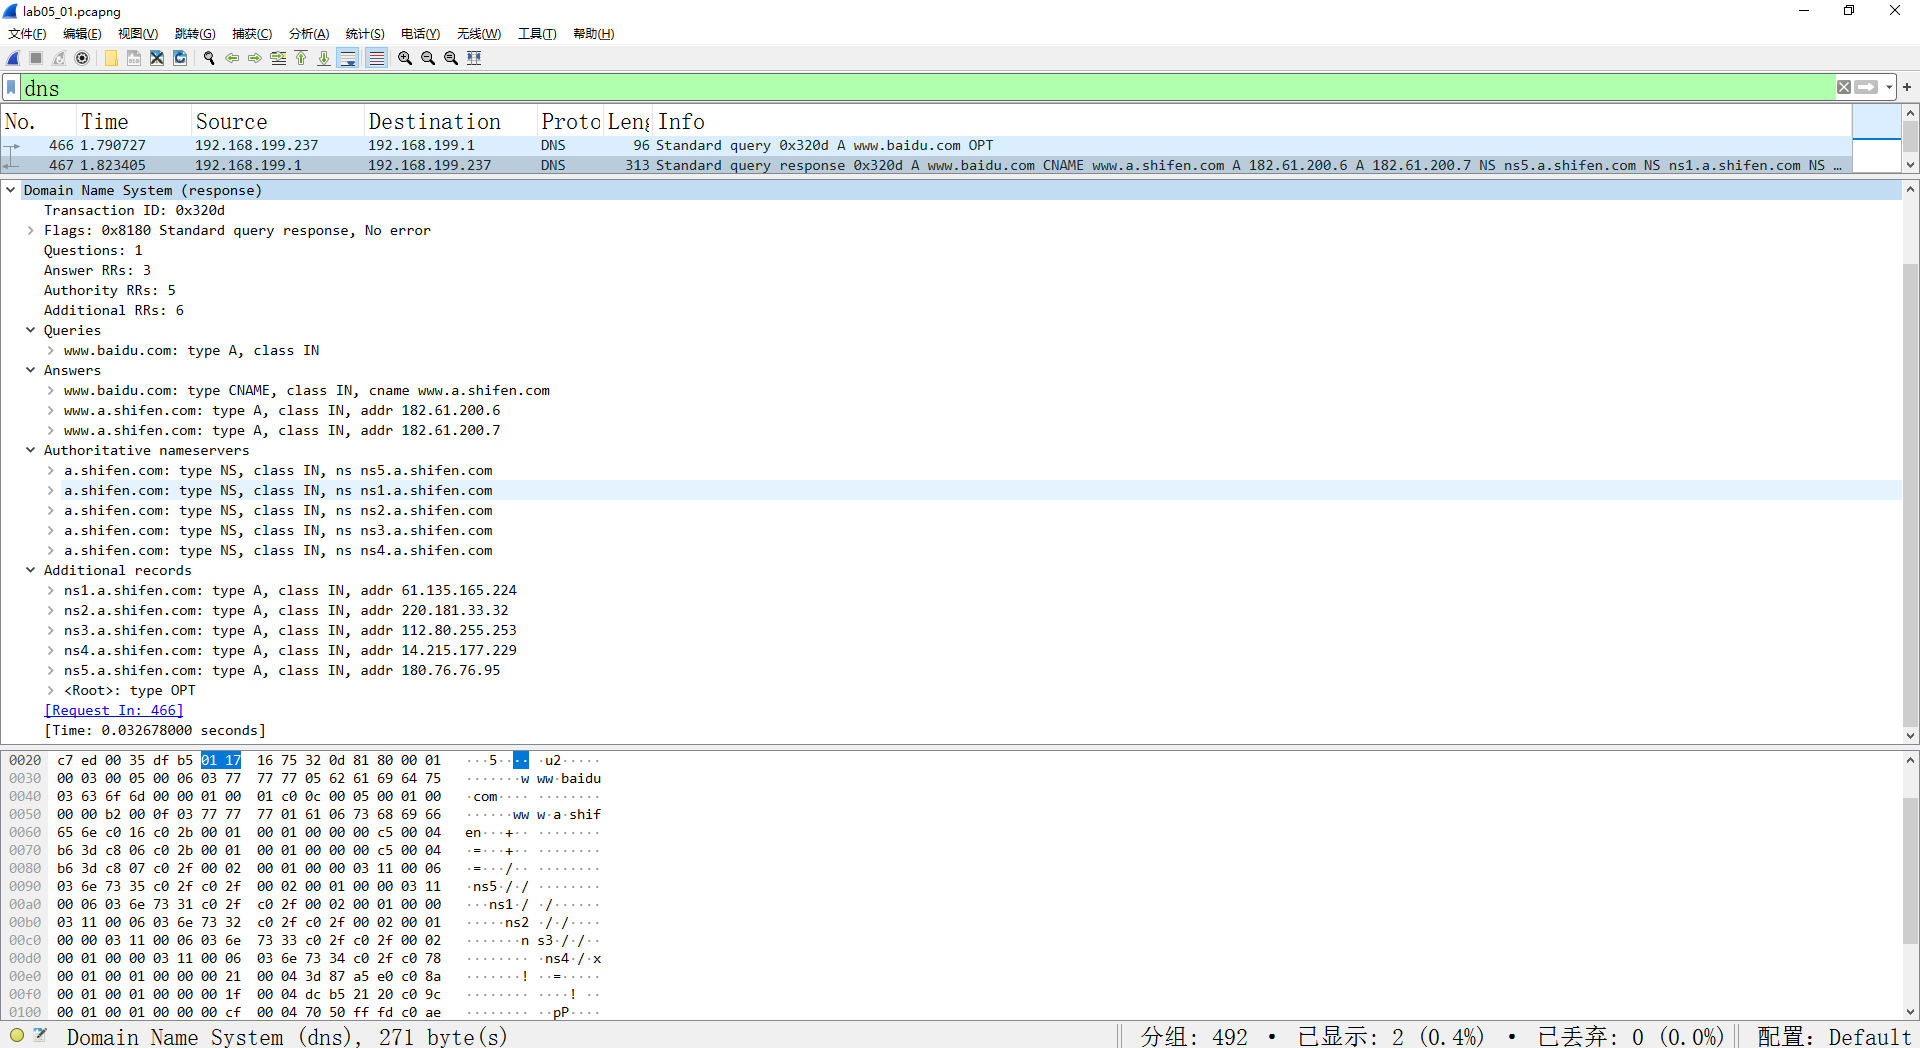 lab05_01.pcapng
文件(F) 编辑(E) 视图(V) 跳转(G) 捕获(C) 分析(A) 统计(S) 电话(Y) 无线(W) 工具(T) 帮助(H)
dns
No. Time Source Destination Proto Leng Info
466 1.790727 192.168.199.237 192.168.199.1 DNS 96 Standard query 0x320d A www.baidu.com OPT
467 1.823405 192.168.199.1 192.168.199.237 DNS 313 Standard query response 0x320d A www.baidu.com CNAME www.a.shifen.com A 182.61.200.6 A 182.61.200.7 NS ns5.a.shifen.com NS ns1.a.shifen.com NS …
Domain Name System (response)
Transaction ID: 0x320d
Flags: 0x8180 Standard query response, No error
Questions: 1
Answer RRs: 3
Authority RRs: 5
Additional RRs: 6
Queries
www.baidu.com: type A, class IN
Answers
www.baidu.com: type CNAME, class IN, cname www.a.shifen.com
www.a.shifen.com: type A, class IN, addr 182.61.200.6
www.a.shifen.com: type A, class IN, addr 182.61.200.7
Authoritative nameservers
a.shifen.com: type NS, class IN, ns ns5.a.shifen.com
a.shifen.com: type NS, class IN, ns ns1.a.shifen.com
a.shifen.com: type NS, class IN, ns ns2.a.shifen.com
a.shifen.com: type NS, class IN, ns ns3.a.shifen.com
a.shifen.com: type NS, class IN, ns ns4.a.shifen.com
Additional records
ns1.a.shifen.com: type A, class IN, addr 61.135.165.224
ns2.a.shifen.com: type A, class IN, addr 220.181.33.32
ns3.a.shifen.com: type A, class IN, addr 112.80.255.253
ns4.a.shifen.com: type A, class IN, addr 14.215.177.229
ns5.a.shifen.com: type A, class IN, addr 180.76.76.95
<Root>: type OPT
[Request In: 466]
[Time: 0.032678000 seconds]
0020 c7 ed 00 35 df b5 01 17 16 75 32 0d 81 80 00 01 ···5···· ·u2·····
0030 00 03 00 05 00 06 03 77 77 77 05 62 61 69 64 75 ·······w ww·baidu
0040 03 63 6f 6d 00 00 01 00 01 c0 0c 00 05 00 01 00 ·com···· ········
0050 00 00 b2 00 0f 03 77 77 77 01 61 06 73 68 69 66 ······ww w·a·shif
0060 65 6e c0 16 c0 2b 00 01 00 01 00 00 00 c5 00 04 en···+·· ········
0070 b6 3d c8 06 c0 2b 00 01 00 01 00 00 00 c5 00 04 ·=···+·· ········
0080 b6 3d c8 07 c0 2f 00 02 00 01 00 00 03 11 00 06 ·=···/·· ········
0090 03 6e 73 35 c0 2f c0 2f 00 02 00 01 00 00 03 11 ·ns5·/·/ ········
00a0 00 06 03 6e 73 31 c0 2f c0 2f 00 02 00 01 00 00 ···ns1·/ ·/······
00b0 03 11 00 06 03 6e 73 32 c0 2f c0 2f 00 02 00 01 ·····ns2 ·/·/····
00c0 00 00 03 11 00 06 03 6e 73 33 c0 2f c0 2f 00 02 ·······n s3·/·/··
00d0 00 01 00 00 03 11 00 06 03 6e 73 34 c0 2f c0 78 ········ ·ns4·/·x
00e0 00 01 00 01 00 00 00 21 00 04 3d 87 a5 e0 c0 8a ·······! ··=·····
00f0 00 01 00 01 00 00 00 1f 00 04 dc b5 21 20 c0 9c ········ ····! ··
0100 00 01 00 01 00 00 00 cf 00 04 70 50 ff fd c0 ae ········ ··pP····
Domain Name System (dns), 271 byte(s) 分组: 492 · 已显示: 2 (0.4%) · 已丢弃: 0 (0.0%) 配置: Default